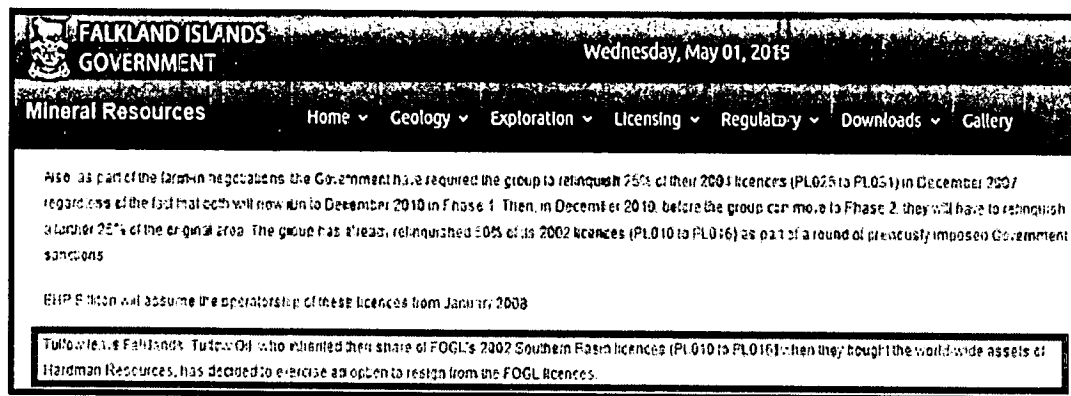 FALKLAND ISLANDS
GOVERNMENT
Wednesday, May 01, 2019
Mineral Resources
Home Geology Exploration Licensing Regulatory Downloads Gallery
Also, as part of the farm-in negotiations, the Government have required the group to relinquish 25% of their 2004 licences (PL025 to PL031) in December 2007
regardless of the fact that both will now run to December 2010 in Phase 1. Then, in December 2010, before the group can move to Phase 2, they will have to relinquish
a further 25% of the original area. The group has already relinquished 50% of its 2002 licences (PL010 to PL016) as part of a round of previously imposed Government
sanctions.
BHP Billiton will assume the operatorship of these licences from January 2008
Tullow leave Falklands: Tullow Oil, who inherited their share of FOGL's 2002 Southern Basin licences (PL010 to PL016) when they bought the world-wide assets of
Hardman Resources, has decided to exercise an option to resign from the FOGL licences.